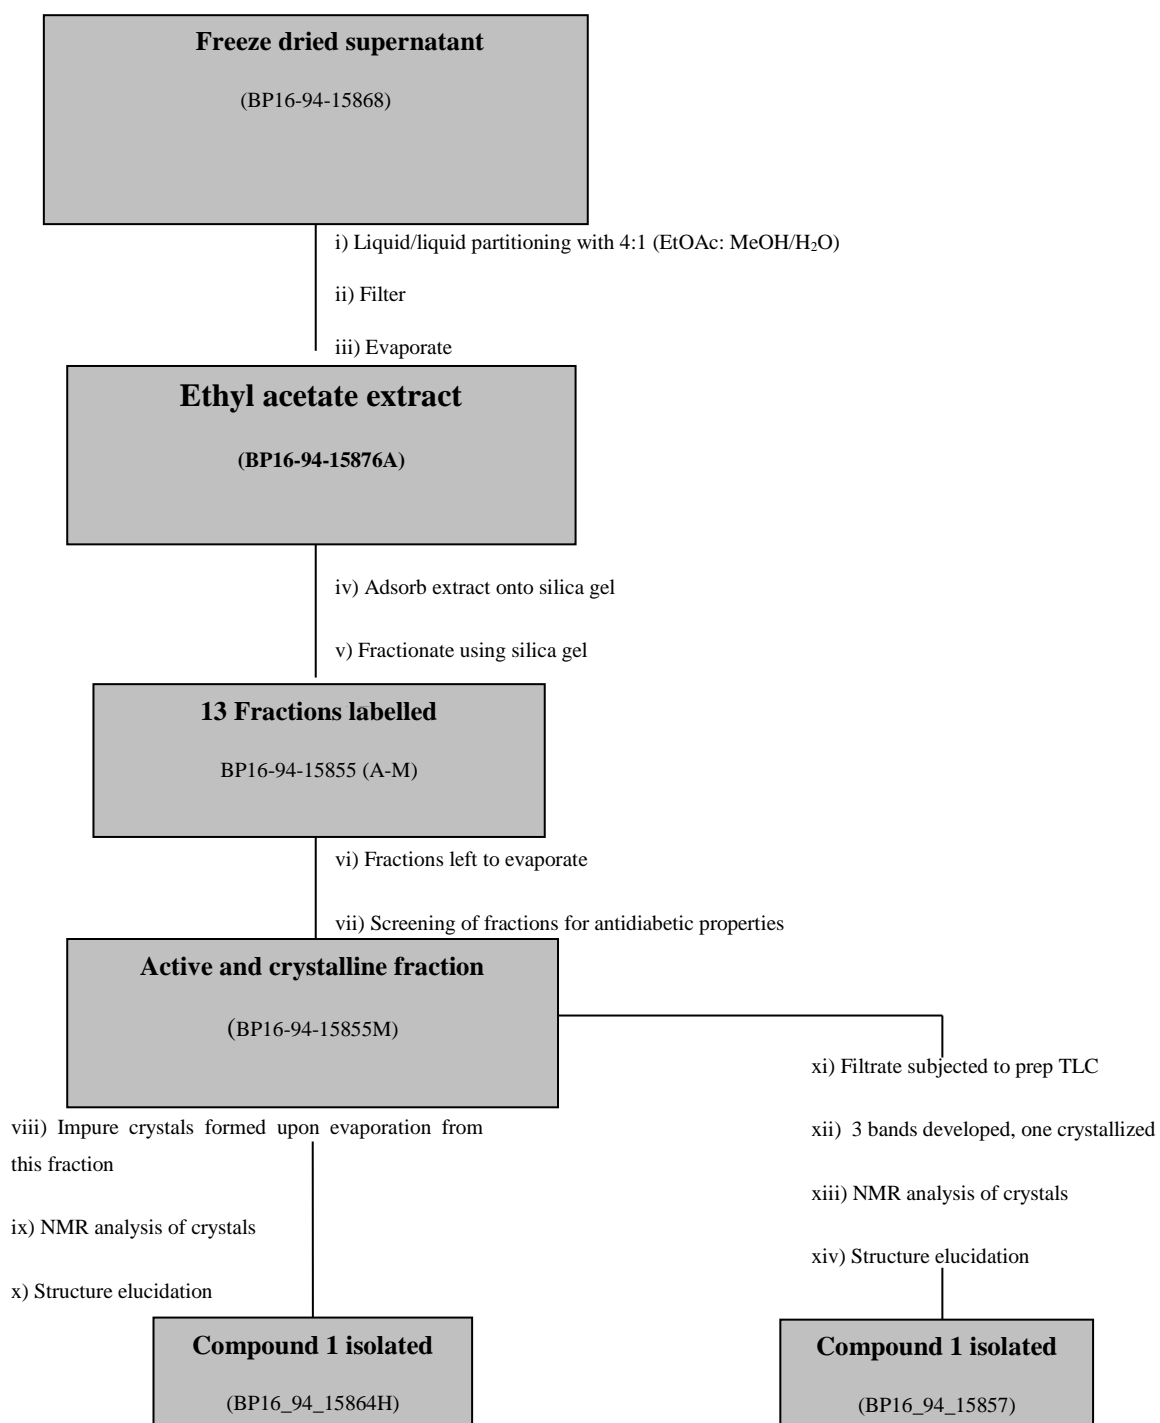 Freeze dried supernatant
(BP16-94-15868)
i) Liquid/liquid partitioning with 4:1 (EtOAc: MeOH/H₂O)
ii) Filter
iii) Evaporate
Ethyl acetate extract
(BP16-94-15876A)
iv) Adsorb extract onto silica gel
v) Fractionate using silica gel
13 Fractions labelled
BP16-94-15855 (A-M)
vi) Fractions left to evaporate
vii) Screening of fractions for antidiabetic properties
Active and crystalline fraction
(BP16-94-15855M)
viii) Impure crystals formed upon evaporation from
this fraction
ix) NMR analysis of crystals
x) Structure elucidation
Compound 1 isolated
(BP16_94_15864H)
xi) Filtrate subjected to prep TLC
xii) 3 bands developed, one crystallized
xiii) NMR analysis of crystals
xiv) Structure elucidation
Compound 1 isolated
(BP16_94_15857)